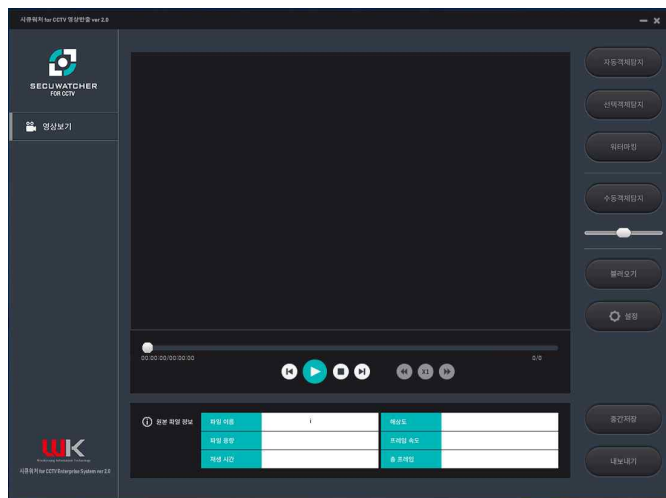 시큐워처 for CCTV 영상반출 ver 2.0
SECUWATCHER
FOR CCTV
영상보기
자동객체탐지
선택객체탐지
워터마킹
수동객체탐지
불러오기
설정
00:00:00/00:00:00
0/0
X1
원본 파일 정보
파일 이름
해상도
파일 용량
프레임 속도
재생 시간
총 프레임
중간저장
내보내기
WK
시큐워처 for CCTV Enterprise System ver 2.0